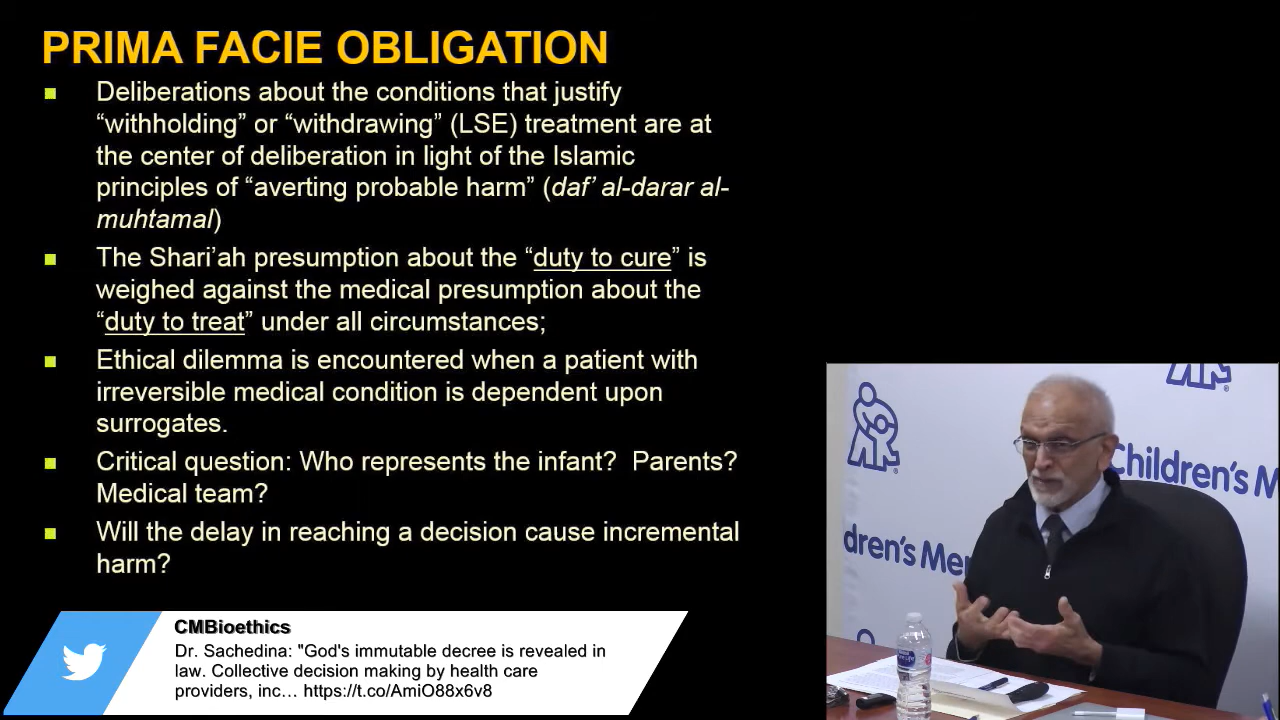 PRIMA FACIE OBLIGATION
Deliberations about the conditions that justify
“withholding” or “withdrawing” (LSE) treatment are at
the center of deliberation in light of the Islamic
principles of “averting probable harm” (daf’ al-darar al-
muhtamal)
The Shari’ah presumption about the “duty to cure” is
weighed against the medical presumption about the
“duty to treat” under all circumstances;
Ethical dilemma is encountered when a patient with
irreversible medical condition is dependent upon
surrogates.
Critical question: Who represents the infant?  Parents?
Medical team?
Will the delay in reaching a decision cause incremental
harm?
Children's M
dren's Mer
CMBioethics
Dr. Sachedina: "God's immutable decree is revealed in
law. Collective decision making by health care
providers, inc… https://t.co/AmiO88x6v8